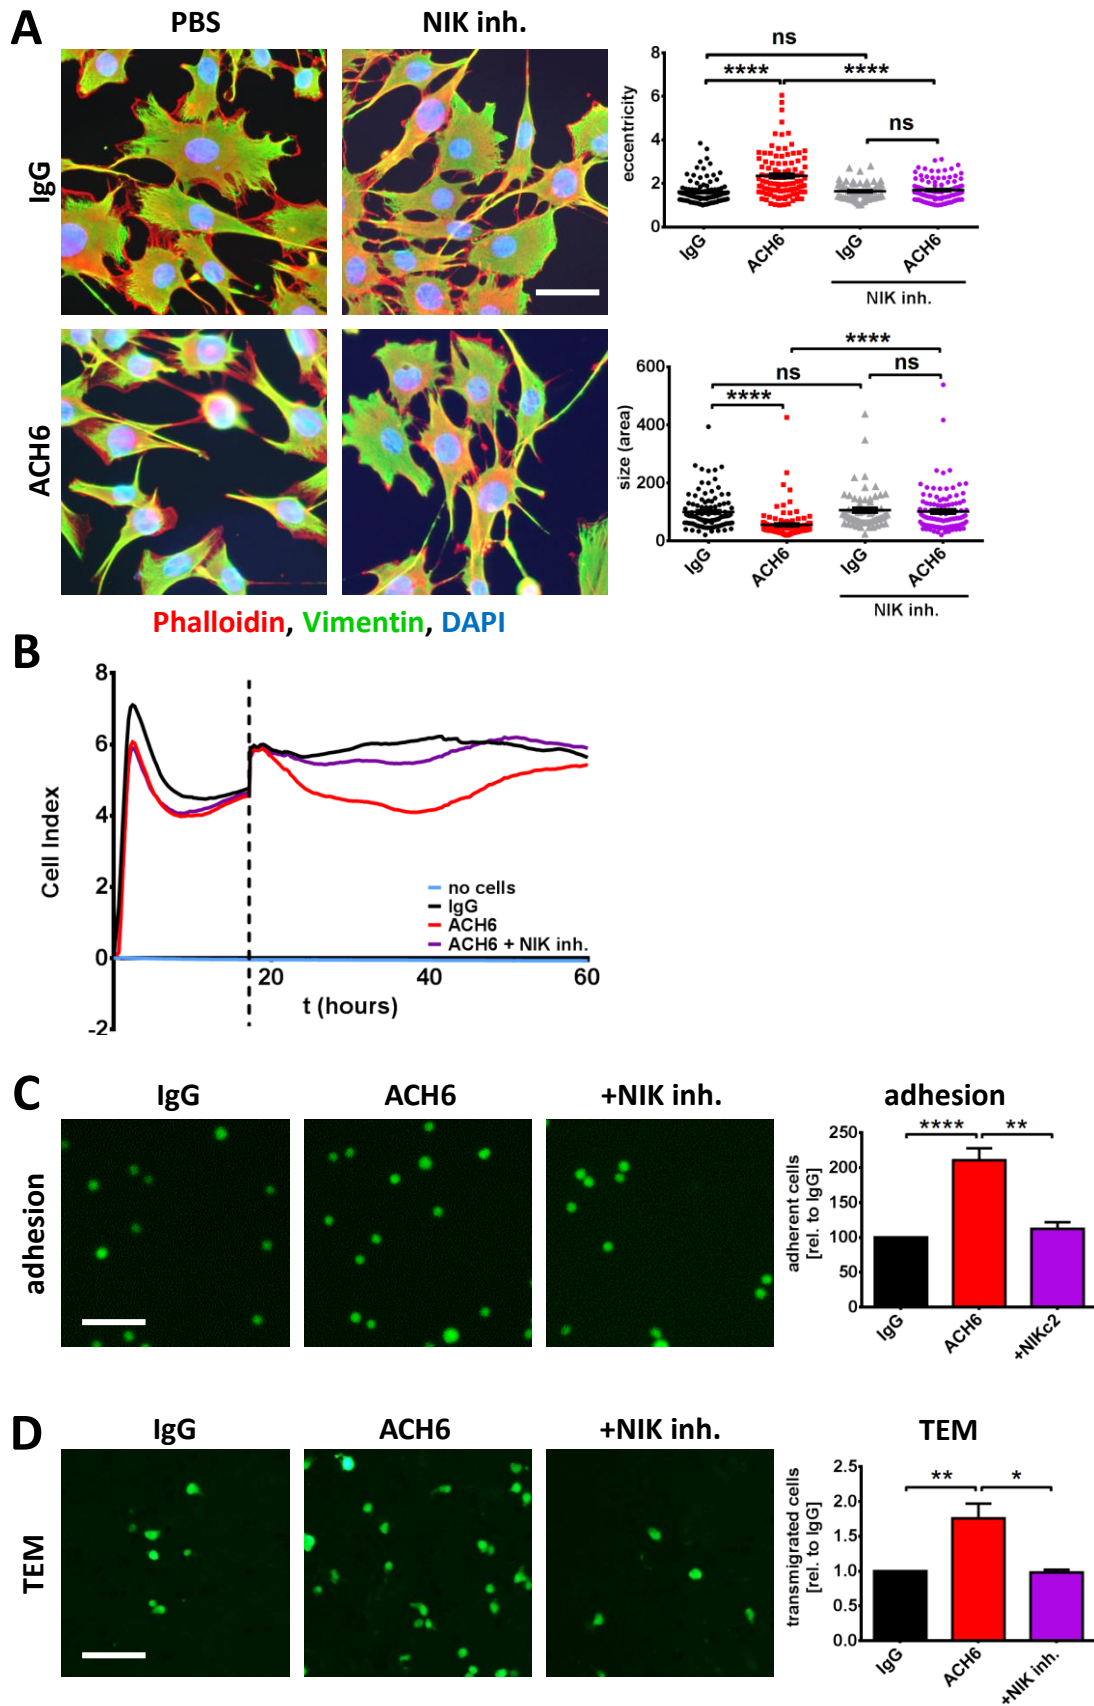 A
PBS
NIK inh.
IgG
ACH6
Phalloidin, Vimentin, DAPI
eccentricity
8
6
4
2
0
ns
****
****
ns
IgG
ACH6
IgG
ACH6
NIK inh.
size (area)
600
400
200
0
****
ns
ns
****
IgG
ACH6
IgG
ACH6
NIK inh.
B
Cell Index
8
6
4
2
0
-2
20
40
60
t (hours)
no cells
IgG
ACH6
ACH6 + NIK inh.
C
IgG
ACH6
+NIK inh.
adhesion
adhesion
adherent cells
[rel. to IgG]
250
200
150
100
50
0
****
**
IgG
ACH6
+NIKc2
D
IgG
ACH6
+NIK inh.
TEM
TEM
transmigrated cells
[rel. to IgG]
2.5
2.0
1.5
1.0
0.5
0.0
**
*
IgG
ACH6
+NIK inh.